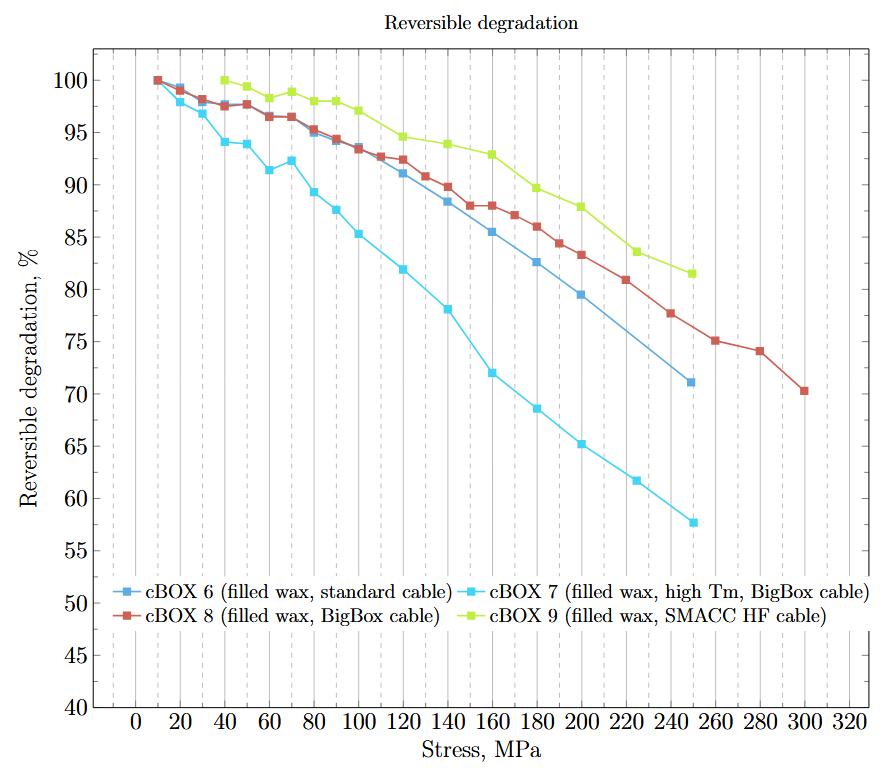 Reversible degradation
100
95
90
85
80
75
70
65
60
55
50
45
40
Reversible degradation, %
cBOX 6 (filled wax, standard cable) cBOX 7 (filled wax, high Tm, BigBox cable)
cBOX 8 (filled wax, BigBox cable) cBOX 9 (filled wax, SMACC HF cable)
0 20 40 60 80 100 120 140 160 180 200 220 240 260 280 300 320
Stress, MPa